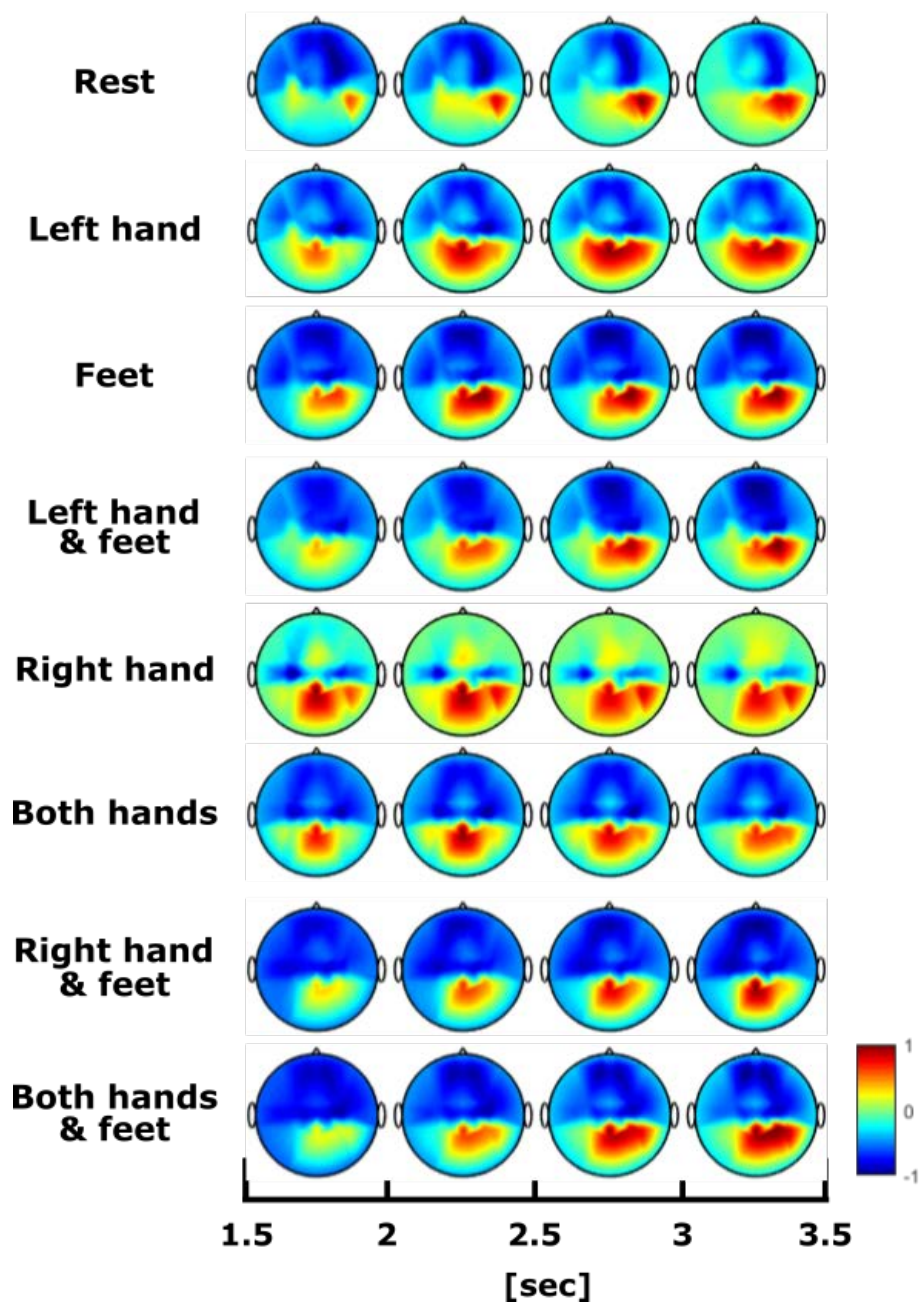 Rest
Left hand
Feet
Left hand
& feet
Right hand
Both hands
Right hand
& feet
Both hands
& feet
1
0
-1
1.5 2 2.5 3 3.5
[sec]